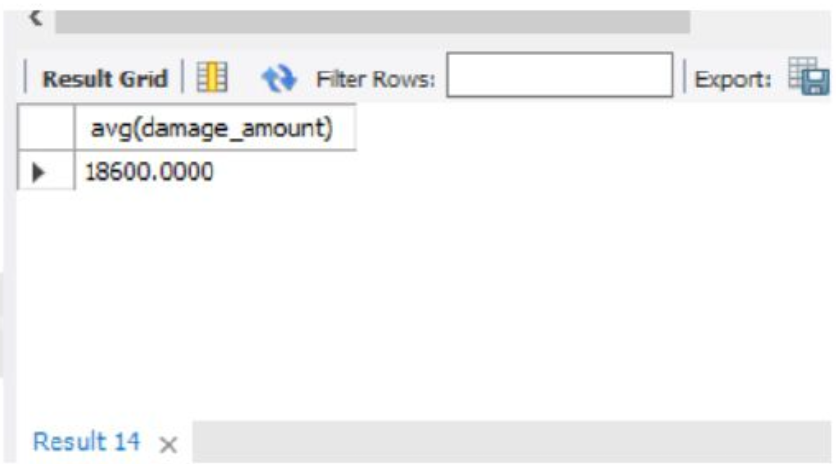 Result Grid Filter Rows: Export:
avg(damage_amount)
18600.0000
Result 14 ×